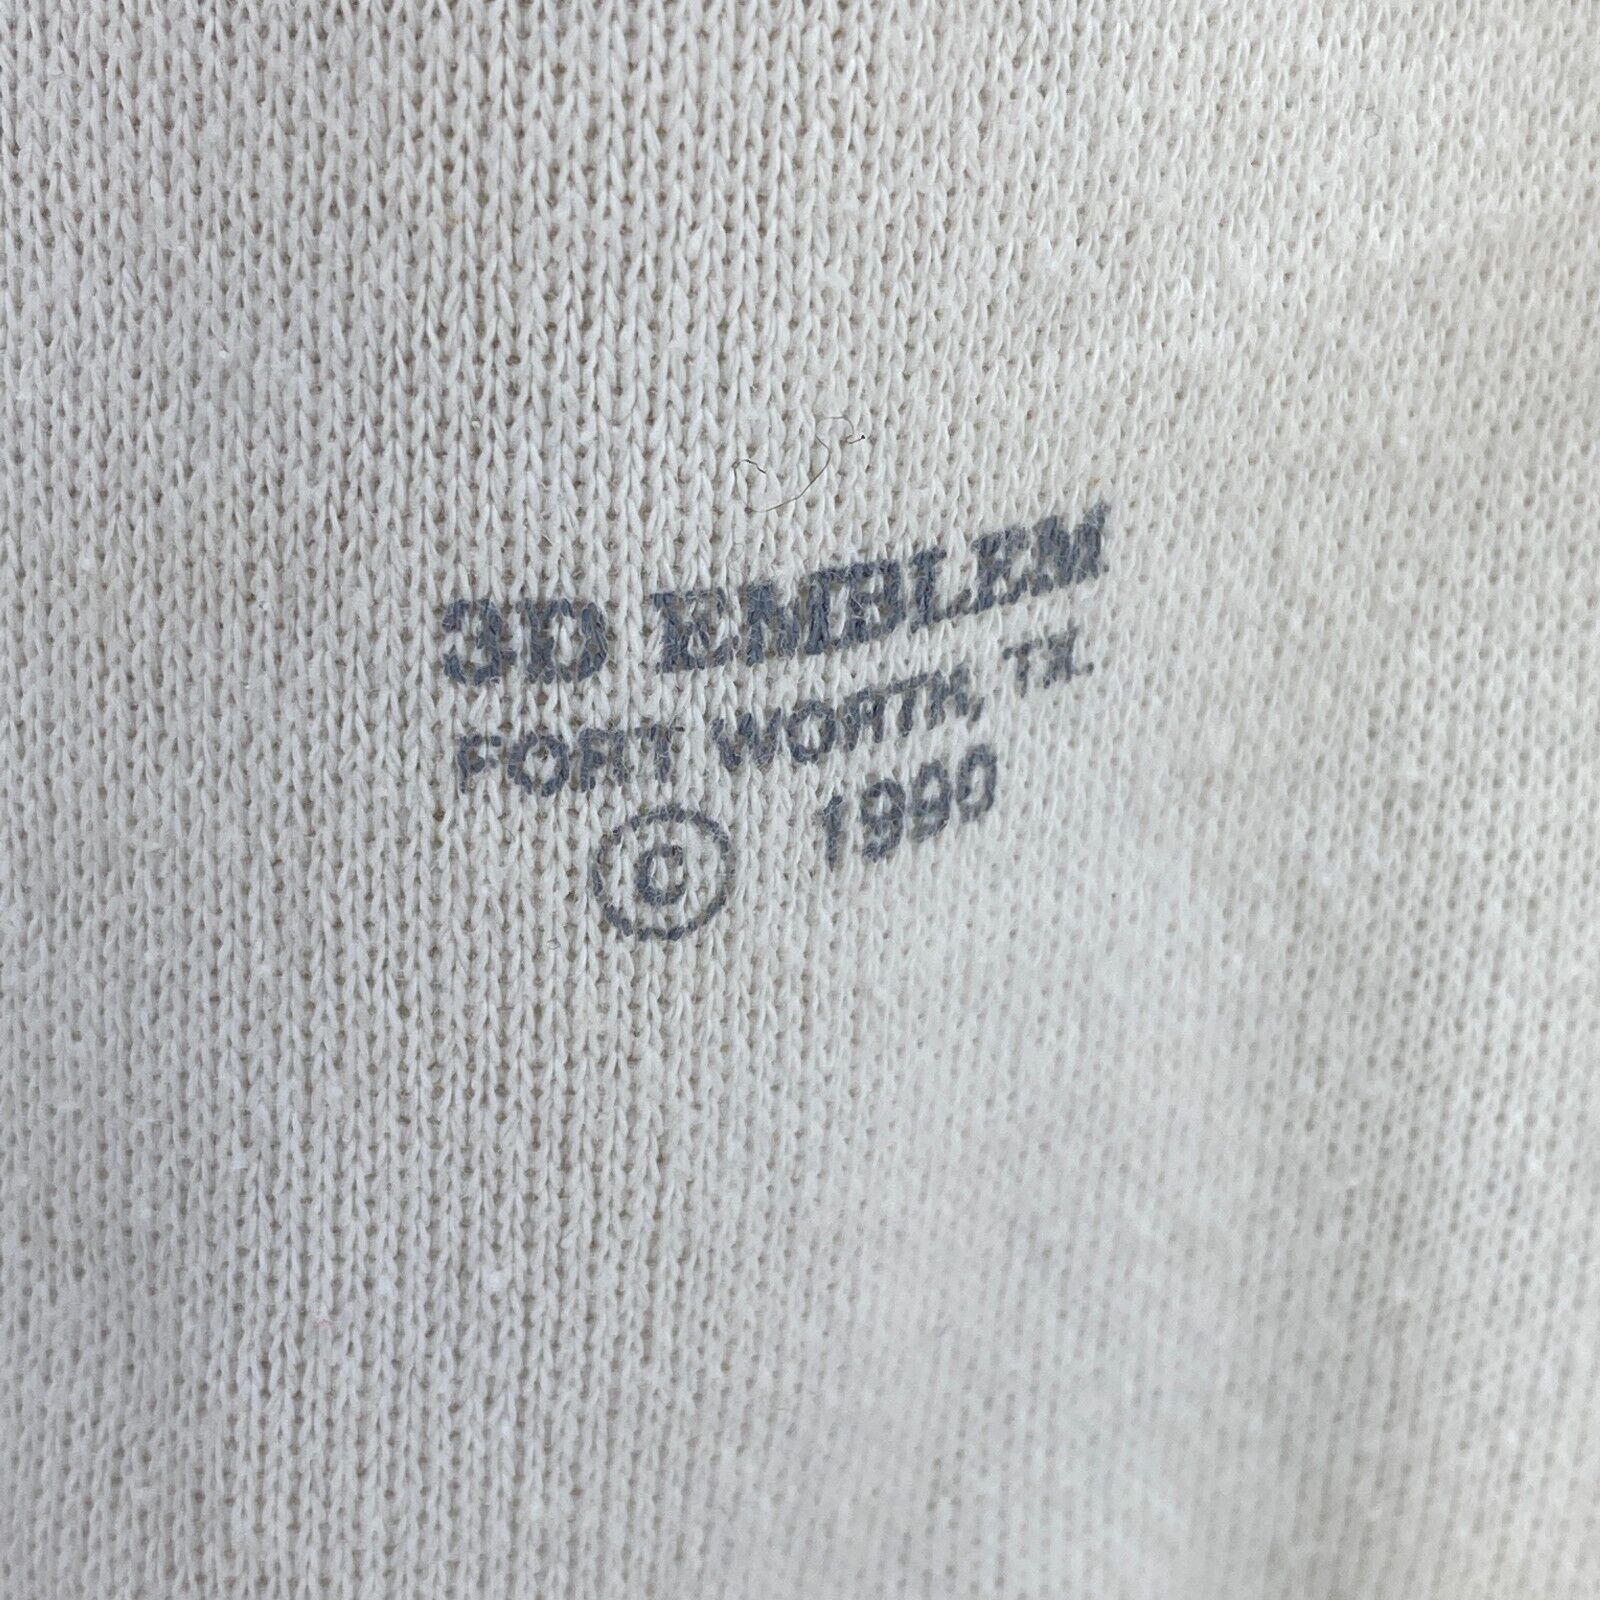 3D EMBLEM
FORT WORTH, TX.
© 1990